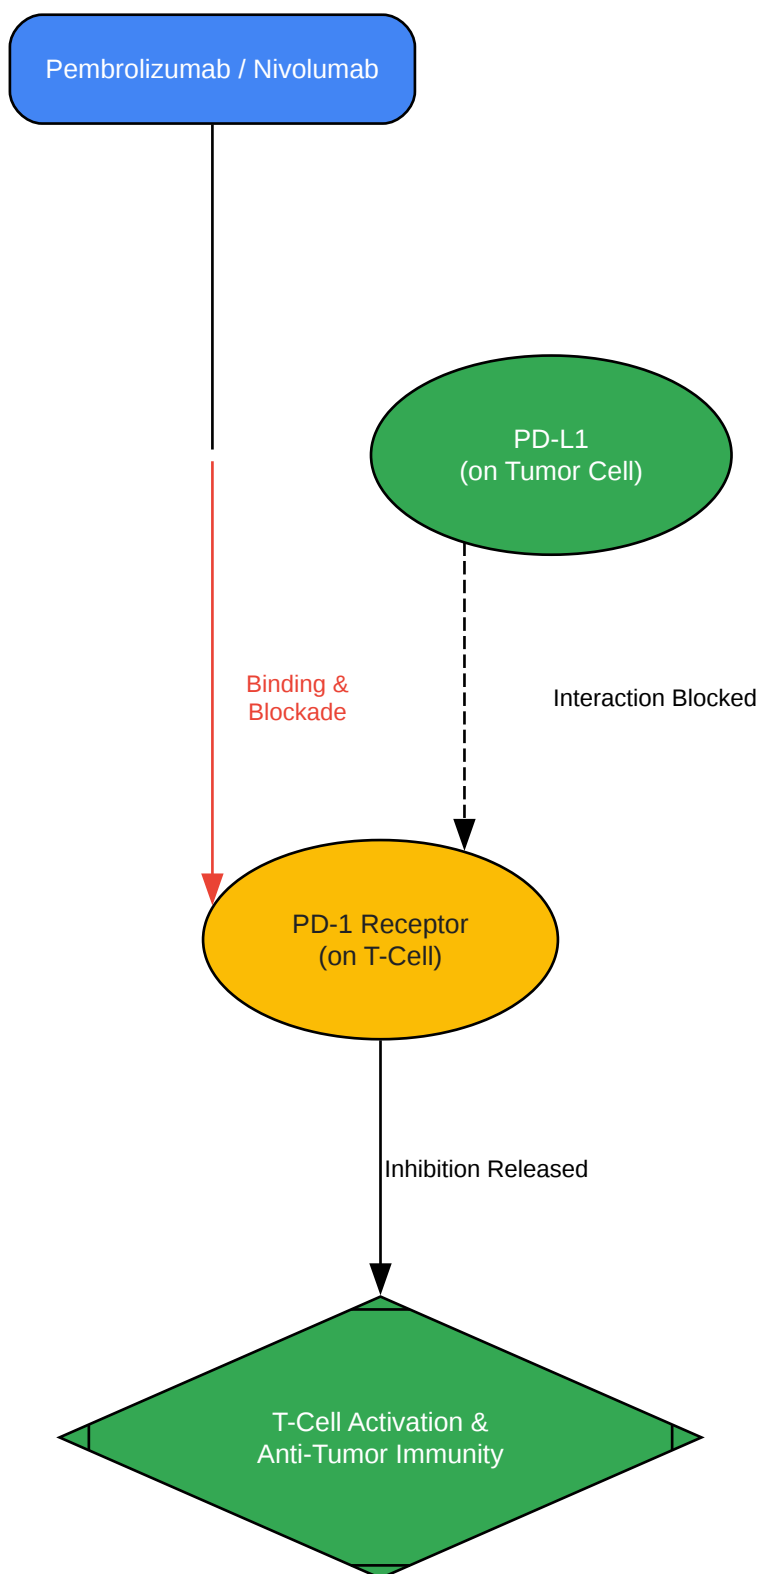 Pembrolizumab / Nivolumab
PD-L1
(on Tumor Cell)
Binding &
Blockade
Interaction Blocked
PD-1 Receptor
(on T-Cell)
Inhibition Released
T-Cell Activation &
Anti-Tumor Immunity